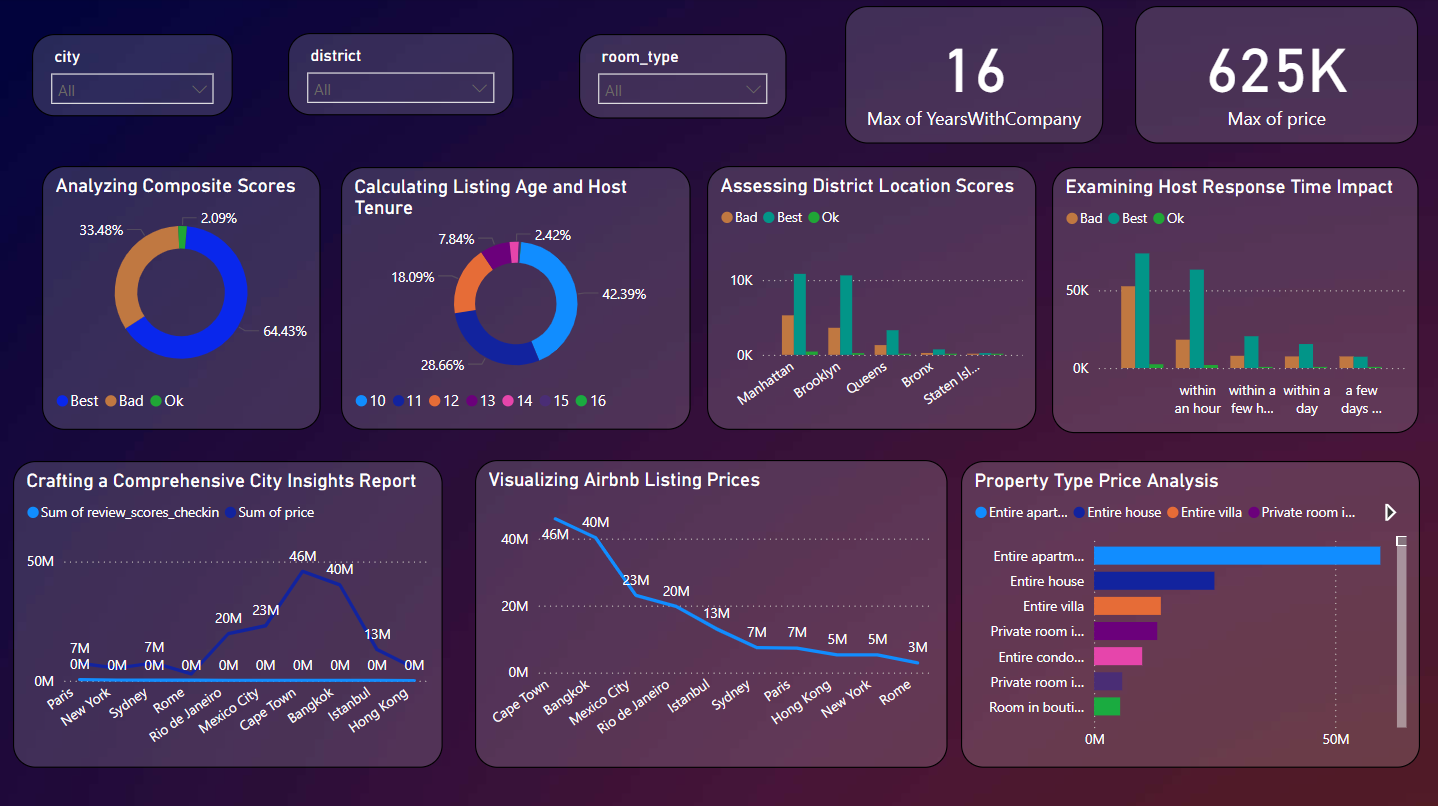 city
All
district
All
room_type
All
16
Max of YearsWithCompany
625K
Max of price
Analyzing Composite Scores
2.09%
33.48%
64.43%
Best Bad Ok
Calculating Listing Age and Host
Tenure
2.42%
7.84%
18.09%
42.39%
28.66%
10 11 12 13 14 15 16
Assessing District Location Scores
Bad Best Ok
10K
0K
Manhattan
Brooklyn
Queens
Bronx
Staten Isl...
Examining Host Response Time Impact
Bad Best Ok
50K
0K
within
an hour
within a
few h...
within a
day
a few
days ...
Crafting a Comprehensive City Insights Report
Sum of review_scores_checkin Sum of price
50M
0M
7M
0M
0M
7M
0M
0M
20M
0M
23M
0M
46M
0M
40M
0M
13M
0M
0M
Paris
New York
Sydney
Rome
Rio de Janeiro
Mexico City
Cape Town
Bangkok
Istanbul
Hong Kong
Visualizing Airbnb Listing Prices
40M
20M
0M
46M
40M
23M
20M
13M
7M
7M
5M
5M
3M
Cape Town
Bangkok
Mexico City
Rio de Janeiro
Istanbul
Sydney
Paris
Hong Kong
New York
Rome
Property Type Price Analysis
Entire apart... Entire house Entire villa Private room i...
Entire apartm...
Entire house
Entire villa
Private room i...
Entire condo...
Private room i...
Room in bouti...
0M
50M